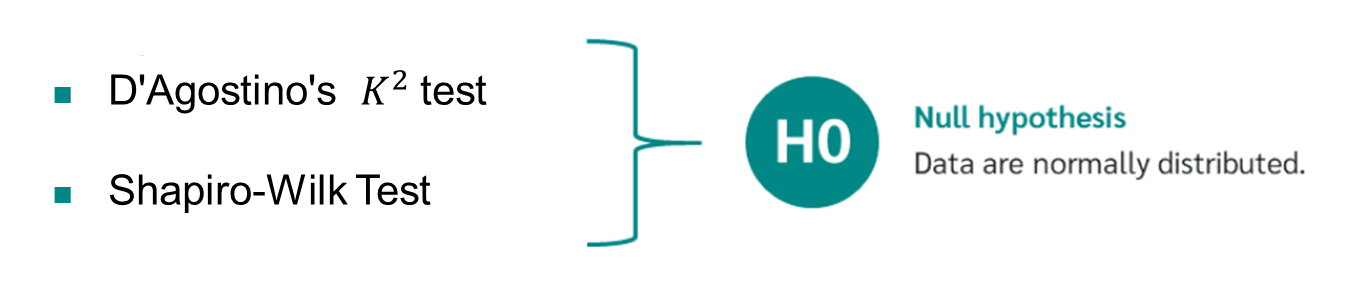 D'Agostino's K² test
Shapiro-Wilk Test
H0
Null hypothesis
Data are normally distributed.